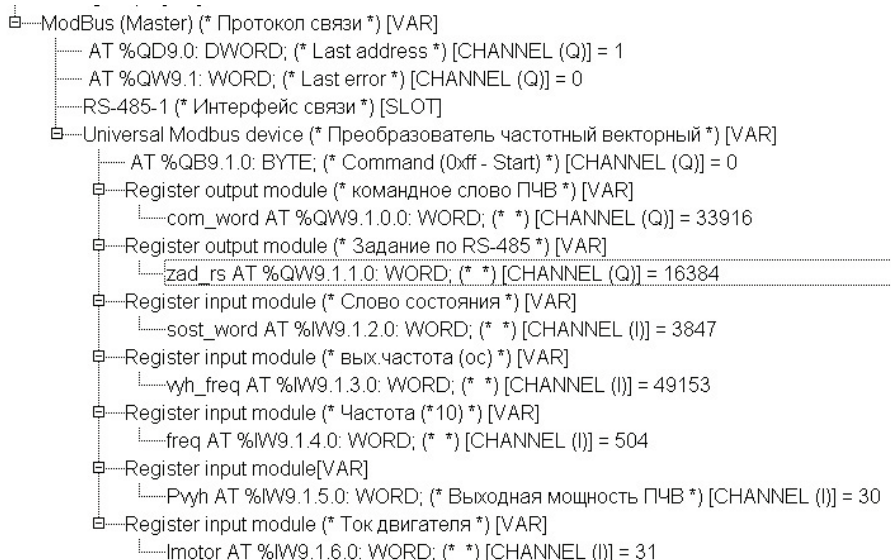 ModBus (Master) (* Протокол связи *) [VAR]
AT %QD9.0: DWORD; (* Last address *) [CHANNEL (Q)] = 1
AT %QW9.1: WORD; (* Last error *) [CHANNEL (Q)] = 0
RS-485-1 (* Интерфейс связи *) [SLOT]
Universal Modbus device (* Преобразователь частотный векторный *) [VAR]
AT %QB9.1.0: BYTE; (* Command (0xff - Start) *) [CHANNEL (Q)] = 0
Register output module (* командное слово ПЧВ *) [VAR]
com_word AT %QW9.1.0.0: WORD; (* *) [CHANNEL (Q)] = 33916
Register output module (* Задание по RS-485 *) [VAR]
zad_rs AT %QW9.1.1.0: WORD; (* *) [CHANNEL (Q)] = 16384
Register input module (* Слово состояния *) [VAR]
sost_word AT %IW9.1.2.0: WORD; (* *) [CHANNEL (I)] = 3847
Register input module (* вых.частота (ос) *) [VAR]
vyh_freq AT %IW9.1.3.0: WORD; (* *) [CHANNEL (I)] = 49153
Register input module (* Частота (*10) *) [VAR]
freq AT %IW9.1.4.0: WORD; (* *) [CHANNEL (I)] = 504
Register input module[VAR]
Pvyh AT %IW9.1.5.0: WORD; (* Выходная мощность ПЧВ *) [CHANNEL (I)] = 30
Register input module (* Ток двигателя *) [VAR]
Imotor AT %IW9.1.6.0: WORD; (* *) [CHANNEL (I)] = 31